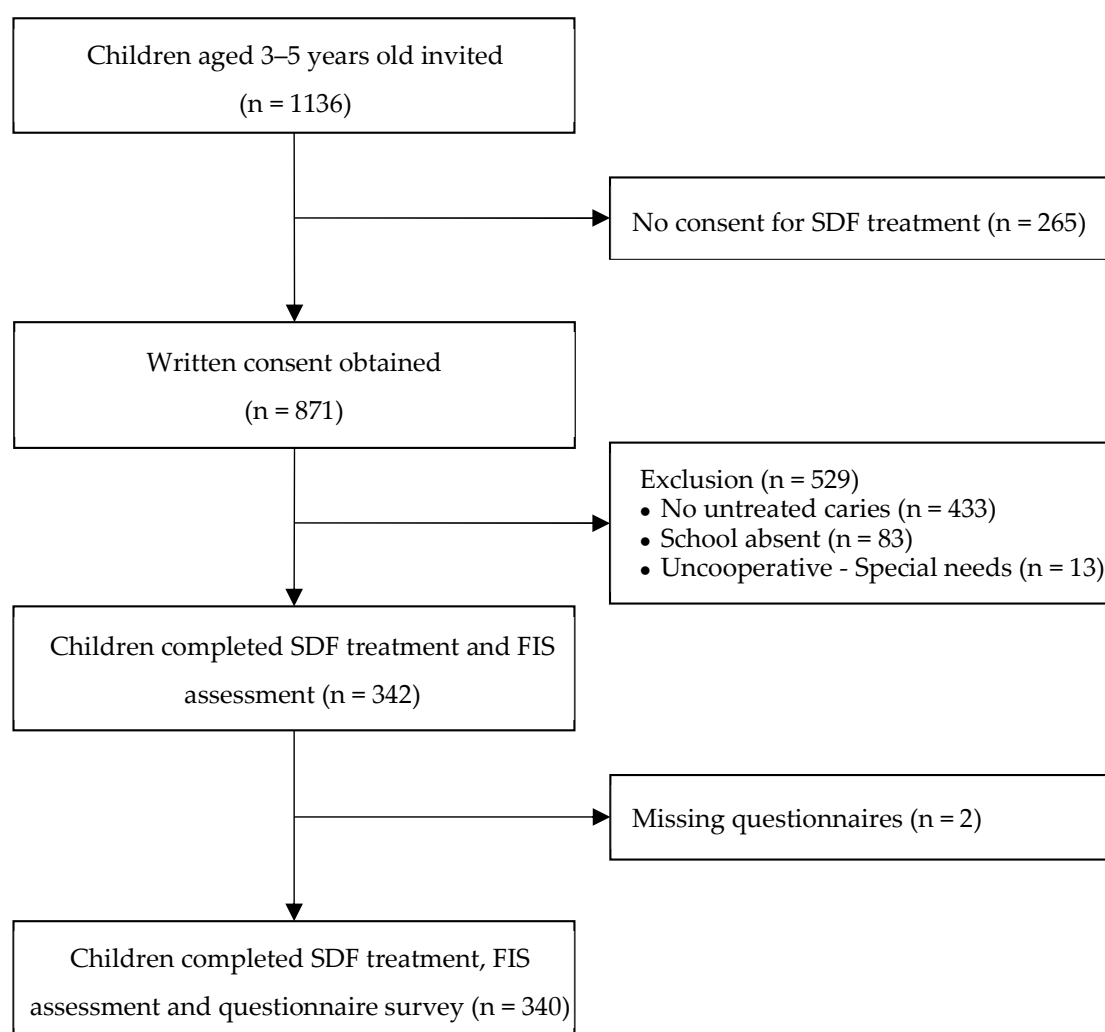 Children aged 3–5 years old invited
(n = 1136)
No consent for SDF treatment (n = 265)
Written consent obtained
(n = 871)
Exclusion (n = 529)
• No untreated caries (n = 433)
• School absent (n = 83)
• Uncooperative - Special needs (n = 13)
Children completed SDF treatment and FIS
assessment (n = 342)
Missing questionnaires (n = 2)
Children completed SDF treatment, FIS
assessment and questionnaire survey (n = 340)